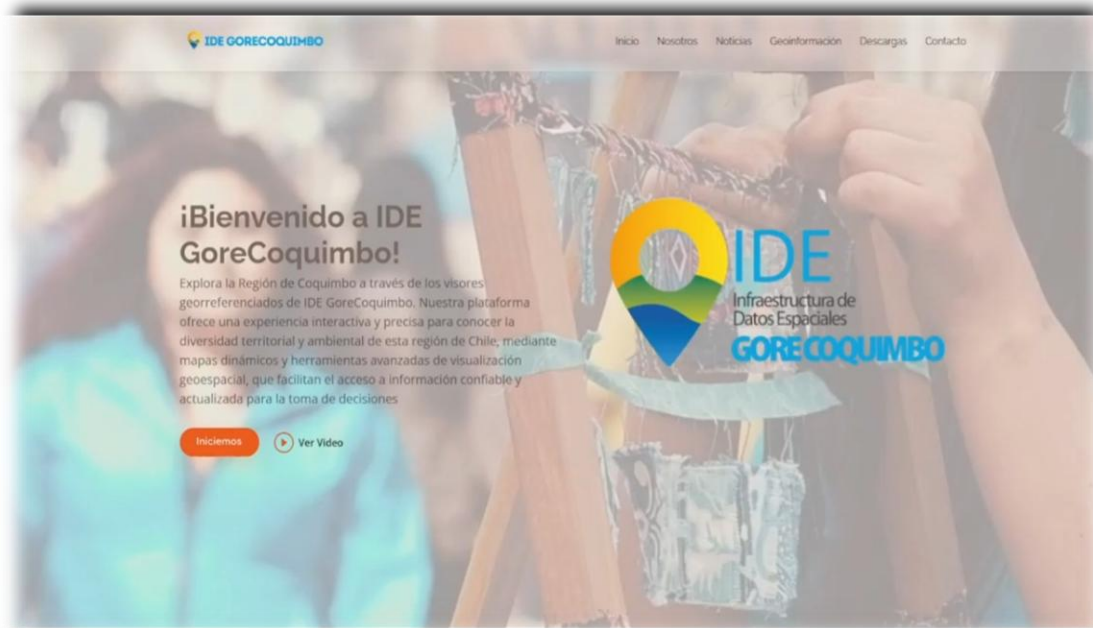 IDE GORECOQUIMBO
Inicio Nosotros Noticias Geoinformación Descargas Contacto
¡Bienvenido a IDE
GoreCoquimbo!
Explora la Región de Coquimbo a través de los visores
georreferenciados de IDE GoreCoquimbo. Nuestra plataforma
ofrece una experiencia interactiva y precisa para conocer la
diversidad territorial y ambiental de esta región de Chile, mediante
mapas dinámicos y herramientas avanzadas de visualización
geoespacial, que facilitan el acceso a información confiable y
actualizada para la toma de decisiones
Iniciemos Ver Video
IDE
Infraestructura de
Datos Espaciales
GORE COQUIMBO